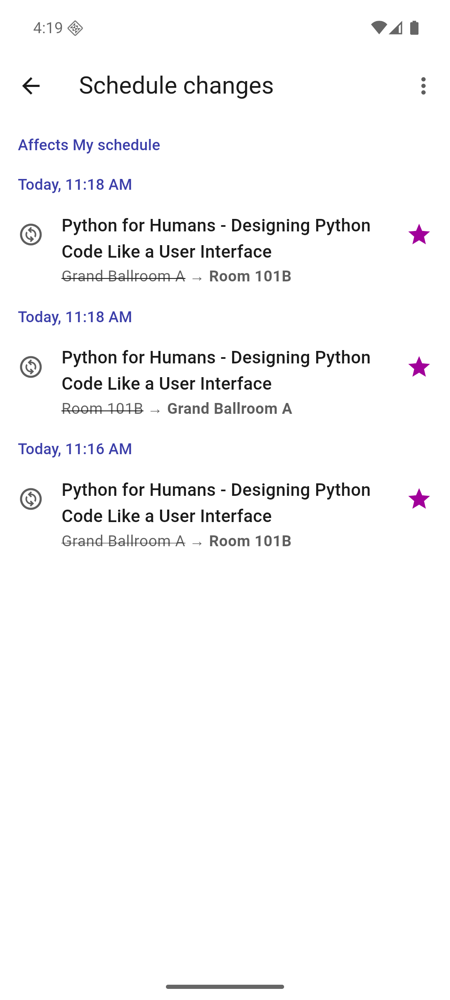 4:19
Schedule changes
Affects My schedule
Today, 11:18 AM
Python for Humans - Designing Python
Code Like a User Interface
Grand Ballroom A → Room 101B
Today, 11:18 AM
Python for Humans - Designing Python
Code Like a User Interface
Room 101B → Grand Ballroom A
Today, 11:16 AM
Python for Humans - Designing Python
Code Like a User Interface
Grand Ballroom A → Room 101B